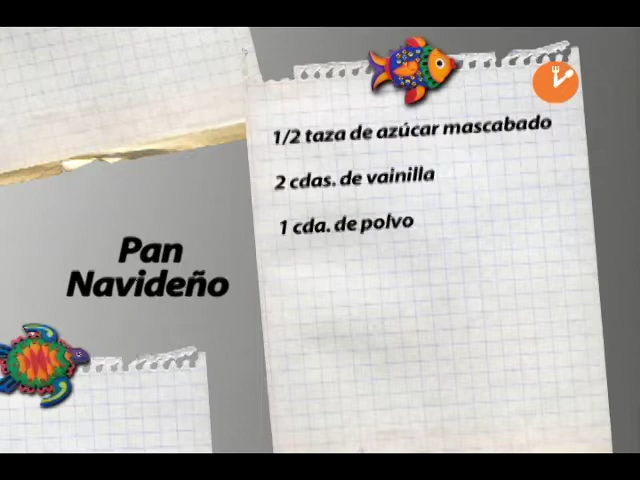 1/2 taza de azúcar mascabado
2 cdas. de vainilla
1 cda. de polvo
Pan
Navideño